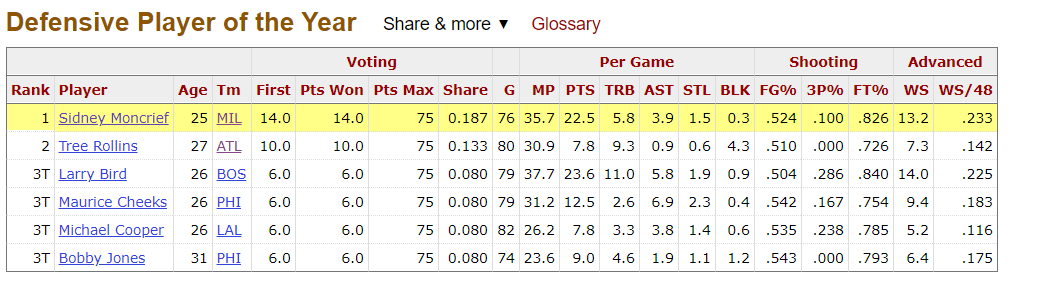 Defensive Player of the Year Share & more ▼ Glossary
Voting Per Game Shooting Advanced
Rank Player Age Tm First Pts Won Pts Max Share G MP PTS TRB AST STL BLK FG% 3P% FT% WS WS/48
1 Sidney Moncrief 25 MIL 14.0 14.0 75 0.187 76 35.7 22.5 5.8 3.9 1.5 0.3 .524 .100 .826 13.2 .233
2 Tree Rollins 27 ATL 10.0 10.0 75 0.133 80 30.9 7.8 9.3 0.9 0.6 4.3 .510 .000 .726 7.3 .142
3T Larry Bird 26 BOS 6.0 6.0 75 0.080 79 37.7 23.6 11.0 5.8 1.9 0.9 .504 .286 .840 14.0 .225
3T Maurice Cheeks 26 PHI 6.0 6.0 75 0.080 79 31.2 12.5 2.6 6.9 2.3 0.4 .542 .167 .754 9.4 .183
3T Michael Cooper 26 LAL 6.0 6.0 75 0.080 82 26.2 7.8 3.3 3.8 1.4 0.6 .535 .238 .785 5.2 .116
3T Bobby Jones 31 PHI 6.0 6.0 75 0.080 74 23.6 9.0 4.6 1.9 1.1 1.2 .543 .000 .793 6.4 .175